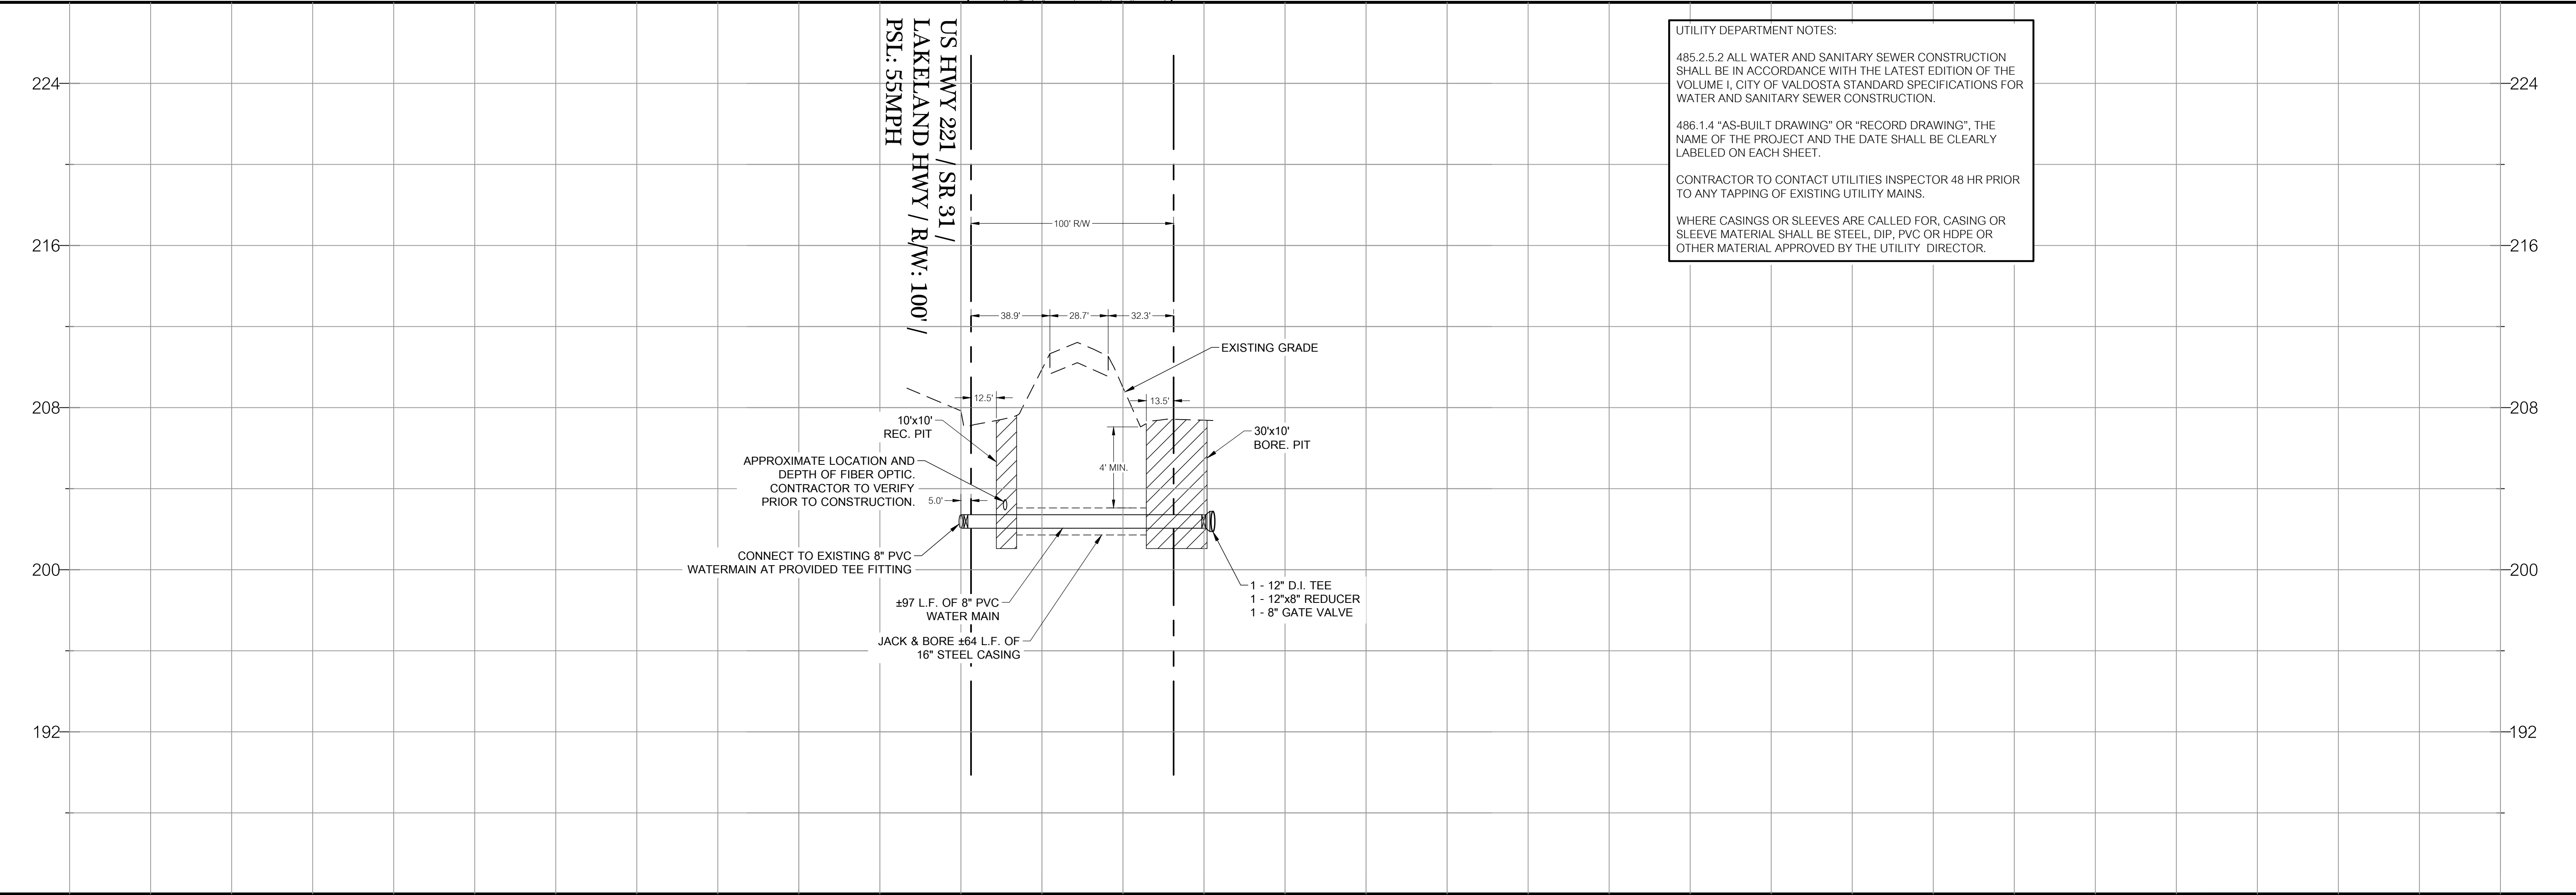 US HWY 221 / SR 31 /
LAKELAND HWY / R/W: 100' /
PSL: 55MPH
UTILITY DEPARTMENT NOTES:
485.2.5.2 ALL WATER AND SANITARY SEWER CONSTRUCTION
SHALL BE IN ACCORDANCE WITH THE LATEST EDITION OF THE
VOLUME I, CITY OF VALDOSTA STANDARD SPECIFICATIONS FOR
WATER AND SANITARY SEWER CONSTRUCTION.
486.1.4 “AS-BUILT DRAWING” OR “RECORD DRAWING”, THE
NAME OF THE PROJECT AND THE DATE SHALL BE CLEARLY
LABELED ON EACH SHEET.
CONTRACTOR TO CONTACT UTILITIES INSPECTOR 48 HR PRIOR
TO ANY TAPPING OF EXISTING UTILITY MAINS.
WHERE CASINGS OR SLEEVES ARE CALLED FOR, CASING OR
SLEEVE MATERIAL SHALL BE STEEL, DIP, PVC OR HDPE OR
OTHER MATERIAL APPROVED BY THE UTILITY DIRECTOR.
224
224
216
216
100' R/W
38.9'
28.7'
32.3'
EXISTING GRADE
208
208
12.5'
13.5'
10'x10'
REC. PIT
30'x10'
BORE. PIT
4' MIN.
APPROXIMATE LOCATION AND
DEPTH OF FIBER OPTIC.
CONTRACTOR TO VERIFY
PRIOR TO CONSTRUCTION.
5.0'
CONNECT TO EXISTING 8" PVC
WATERMAIN AT PROVIDED TEE FITTING
200
200
1 - 12" D.I. TEE
1 - 12"x8" REDUCER
1 - 8" GATE VALVE
±97 L.F. OF 8" PVC
WATER MAIN
JACK & BORE ±64 L.F. OF
16" STEEL CASING
192
192